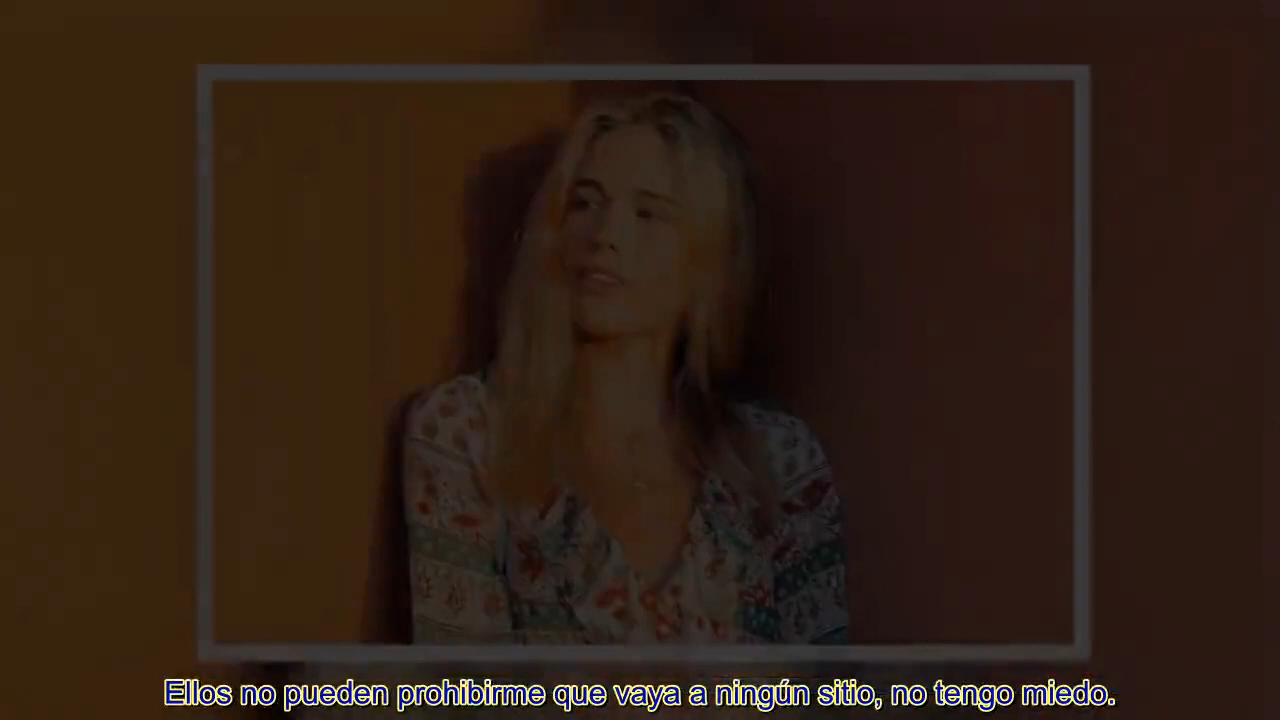 Ellos no pueden prohibirme que vaya a ningún sitio, no tengo miedo.